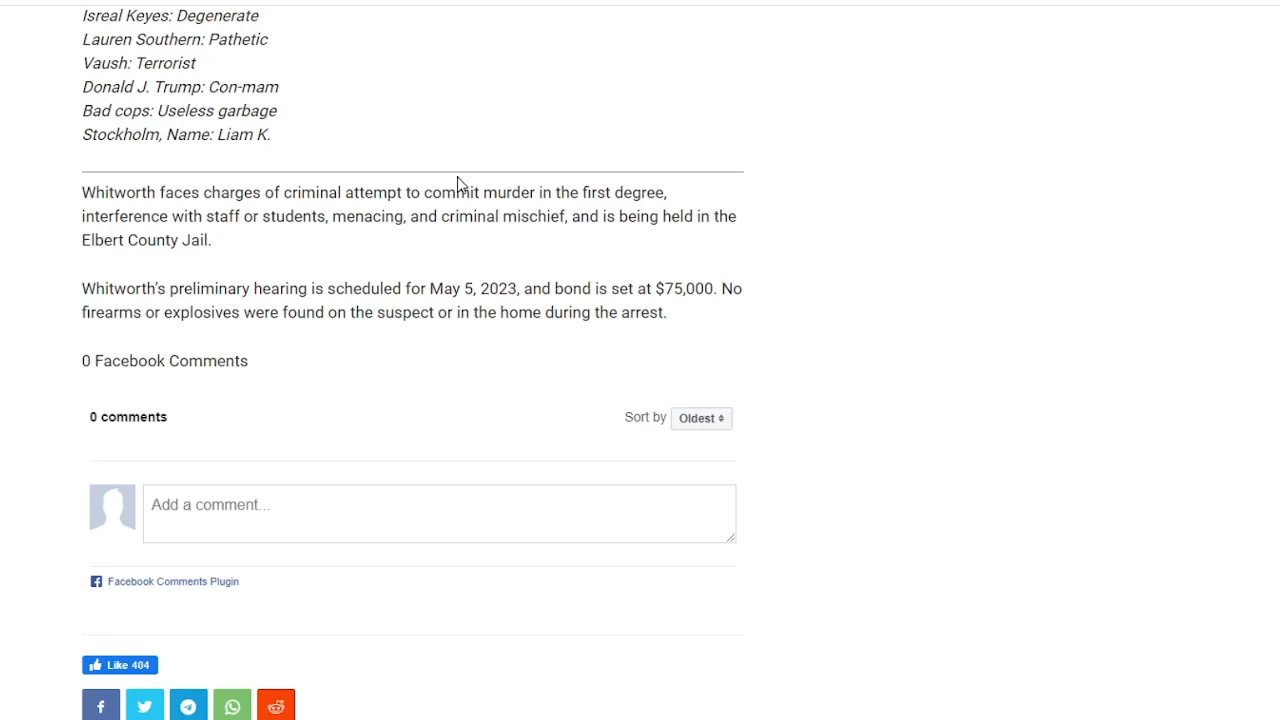 Isreal Keyes: Degenerate
Lauren Southern: Pathetic
Vaush: Terrorist
Donald J. Trump: Con-mam
Bad cops: Useless garbage
Stockholm, Name: Liam K.
Whitworth faces charges of criminal attempt to commit murder in the first degree,
interference with staff or students, menacing, and criminal mischief, and is being held in the
Elbert County Jail.
Whitworth’s preliminary hearing is scheduled for May 5, 2023, and bond is set at $75,000. No
firearms or explosives were found on the suspect or in the home during the arrest.
0 Facebook Comments
0 comments
Sort by Oldest
Add a comment...
Facebook Comments Plugin
Like 404